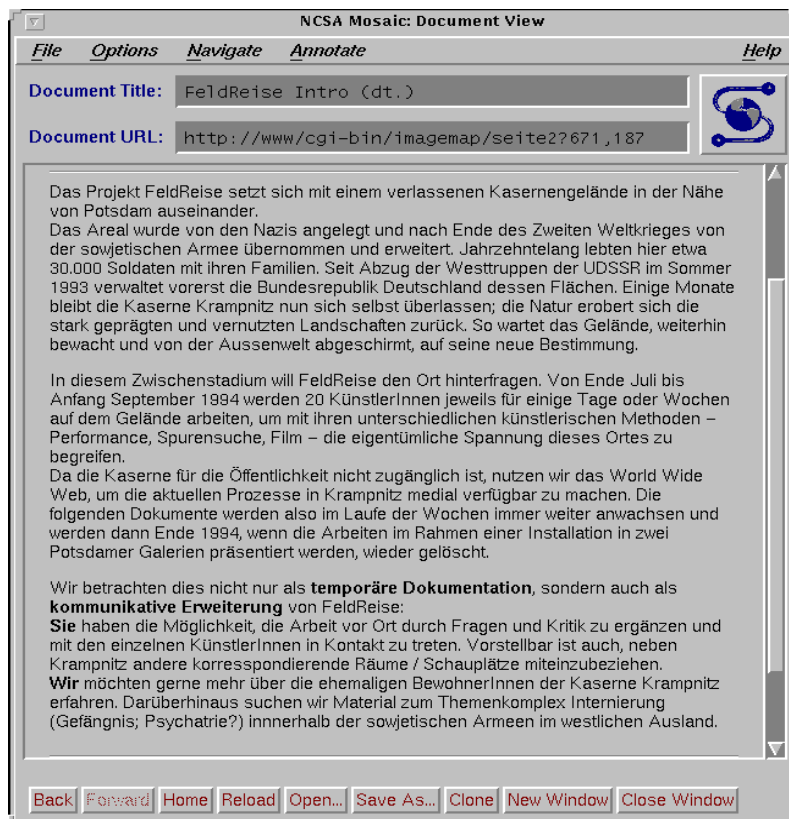 NCSA Mosaic: Document View
File Options Navigate Annotate Help
Document Title: FeldReise Intro (dt.)
Document URL: http://www/cgi-bin/imagemap/seite2?671,187
Das Projekt FeldReise setzt sich mit einem verlassenen Kasernengelände in der Nähe
von Potsdam auseinander.
Das Areal wurde von den Nazis angelegt und nach Ende des Zweiten Weltkrieges von
der sowjetischen Armee übernommen und erweitert. Jahrzehntelang lebten hier etwa
30.000 Soldaten mit ihren Familien. Seit Abzug der Westtruppen der UDSSR im Sommer
1993 verwaltet vorerst die Bundesrepublik Deutschland dessen Flächen. Einige Monate
bleibt die Kaserne Krampnitz nun sich selbst überlassen; die Natur erobert sich die
stark geprägten und vernutzten Landschaften zurück. So wartet das Gelände, weiterhin
bewacht und von der Aussenwelt abgeschirmt, auf seine neue Bestimmung.
In diesem Zwischenstadium will FeldReise den Ort hinterfragen. Von Ende Juli bis
Anfang September 1994 werden 20 KünstlerInnen jeweils für einige Tage oder Wochen
auf dem Gelände arbeiten, um mit ihren unterschiedlichen künstlerischen Methoden –
Performance, Spurensuche, Film – die eigentümliche Spannung dieses Ortes zu
begreifen.
Da die Kaserne für die Öffentlichkeit nicht zugänglich ist, nutzen wir das World Wide
Web, um die aktuellen Prozesse in Krampnitz medial verfügbar zu machen. Die
folgenden Dokumente werden also im Laufe der Wochen immer weiter anwachsen und
werden dann Ende 1994, wenn die Arbeiten im Rahmen einer Installation in zwei
Potsdamer Galerien präsentiert werden, wieder gelöscht.
Wir betrachten dies nicht nur als temporäre Dokumentation, sondern auch als
kommunikative Erweiterung von FeldReise:
Sie haben die Möglichkeit, die Arbeit vor Ort durch Fragen und Kritik zu ergänzen und
mit den einzelnen KünstlerInnen in Kontakt zu treten. Vorstellbar ist auch, neben
Krampnitz andere korresspondierende Räume / Schauplätze miteinzubeziehen.
Wir möchten gerne mehr über die ehemaligen BewohnerInnen der Kaserne Krampnitz
erfahren. Darüberhinaus suchen wir Material zum Themenkomplex Internierung
(Gefängnis; Psychatrie?) innnerhalb der sowjetischen Armeen im westlichen Ausland.
Back Forward Home Reload Open... Save As... Clone New Window Close Window